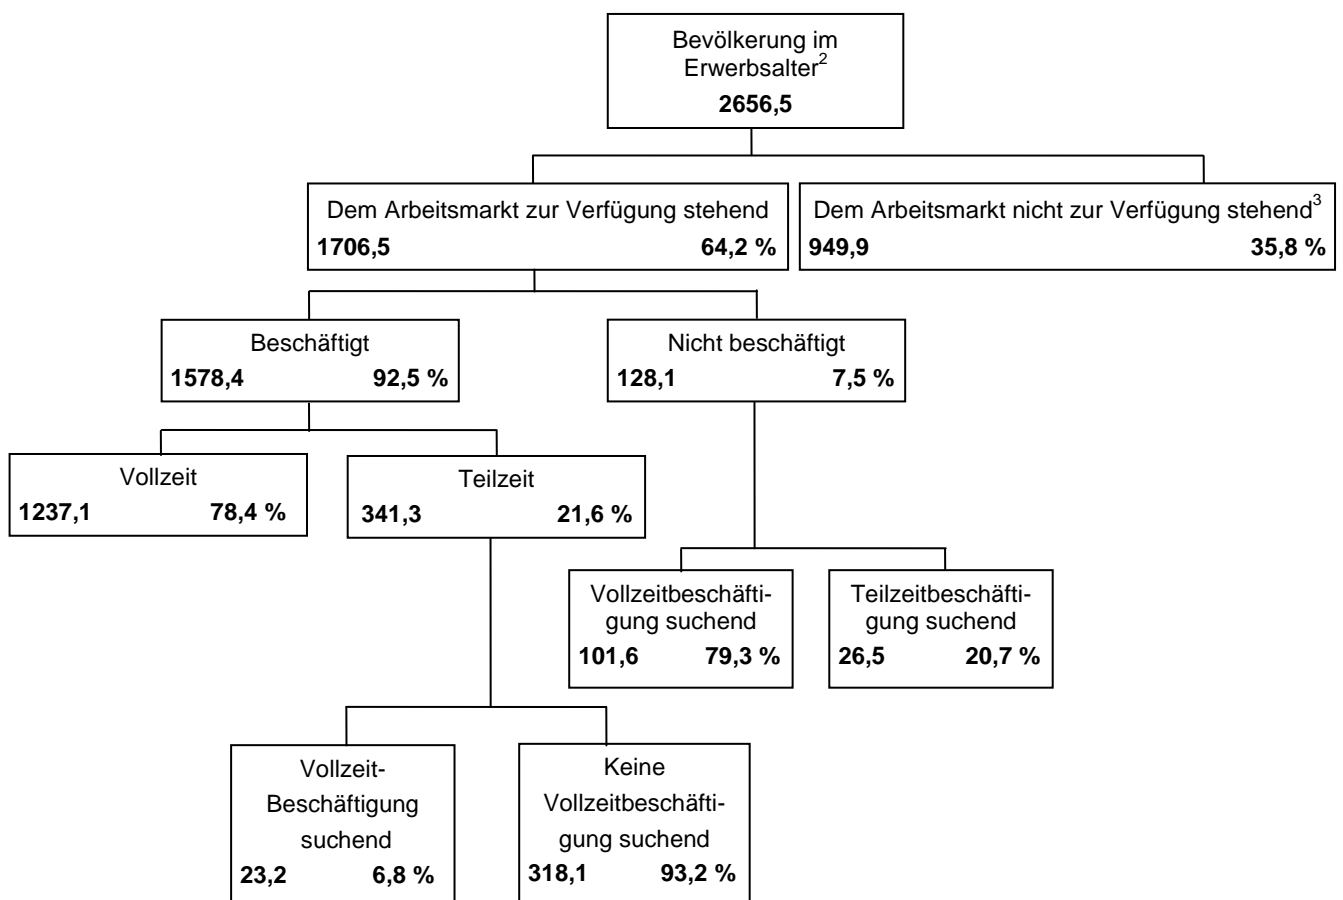 Bevölkerung im
Erwerbsalter²
2656,5
Dem Arbeitsmarkt zur Verfügung stehend
1706,5 64,2 %
Dem Arbeitsmarkt nicht zur Verfügung stehend³
949,9 35,8 %
Beschäftigt
1578,4 92,5 %
Nicht beschäftigt
128,1 7,5 %
Vollzeit
1237,1 78,4 %
Teilzeit
341,3 21,6 %
Vollzeitbeschäfti-
gung suchend
101,6 79,3 %
Teilzeitbeschäfti-
gung suchend
26,5 20,7 %
Vollzeit-
Beschäftigung
suchend
23,2 6,8 %
Keine
Vollzeitbeschäfti-
gung suchend
318,1 93,2 %